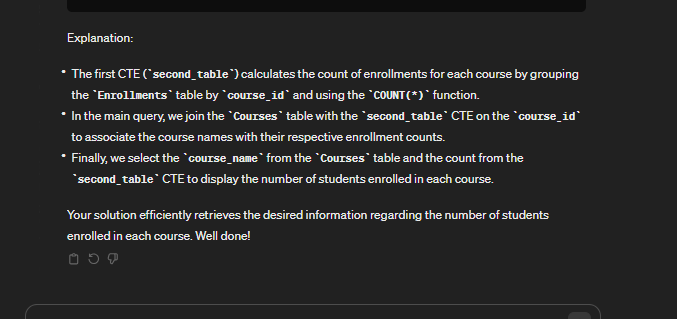 Explanation:
• The first CTE (`second_table`) calculates the count of enrollments for each course by grouping
the `Enrollments` table by `course_id` and using the `COUNT(*)` function.
• In the main query, we join the `Courses` table with the `second_table` CTE on the `course_id`
to associate the course names with their respective enrollment counts.
• Finally, we select the `course_name` from the `Courses` table and the count from the
`second_table` CTE to display the number of students enrolled in each course.
Your solution efficiently retrieves the desired information regarding the number of students
enrolled in each course. Well done!